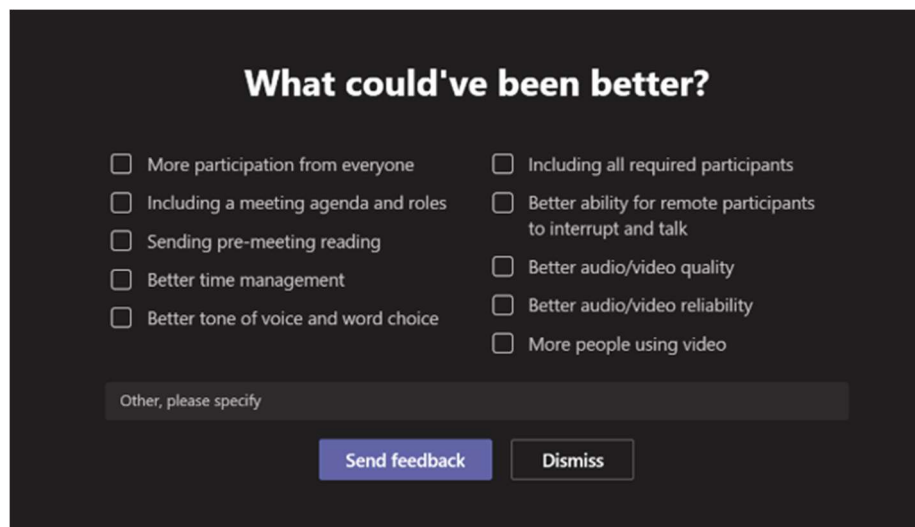 What could've been better?
More participation from everyone
Including a meeting agenda and roles
Sending pre-meeting reading
Better time management
Better tone of voice and word choice
Including all required participants
Better ability for remote participants
to interrupt and talk
Better audio/video quality
Better audio/video reliability
More people using video
Other, please specify
Send feedback
Dismiss